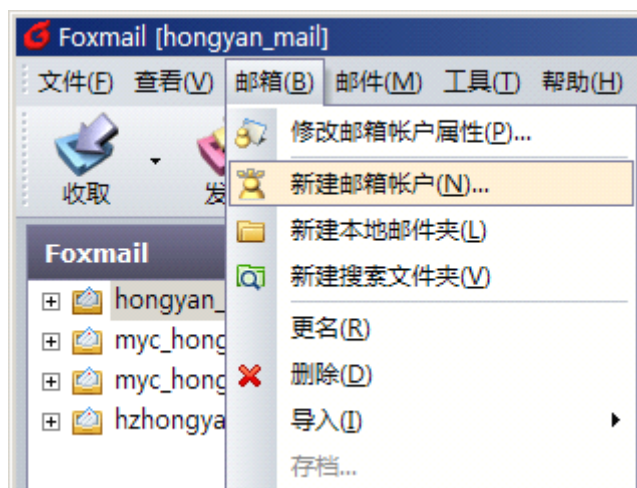 Foxmail [hongyan_mail]
文件(F) 查看(V) 邮箱(B) 邮件(M) 工具(T) 帮助(H)
收取
发
修改邮箱帐户属性(P)...
新建邮箱帐户(N)...
新建本地邮件夹(L)
新建搜索文件夹(V)
更名(R)
删除(D)
导入(I)
存档...
Foxmail
hongyan_
myc_hong
myc_hong
hzhongya